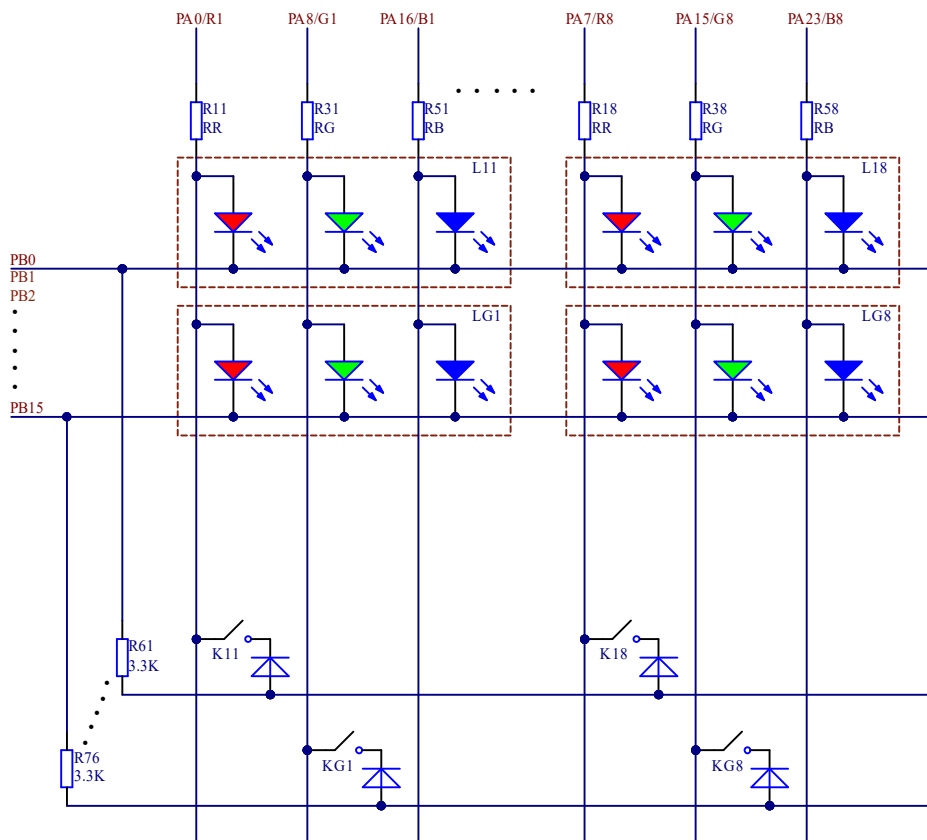 PA0/R1 PA8/G1 PA16/B1 PA7/R8 PA15/G8 PA23/B8
R11 R31 R51 R18 R38 R58
RR RG RB RR RG RB
L11 L18
PB0
PB1
PB2
LG1 LG8
PB15
R61
3.3K
K11 K18
R76
3.3K
KG1 KG8